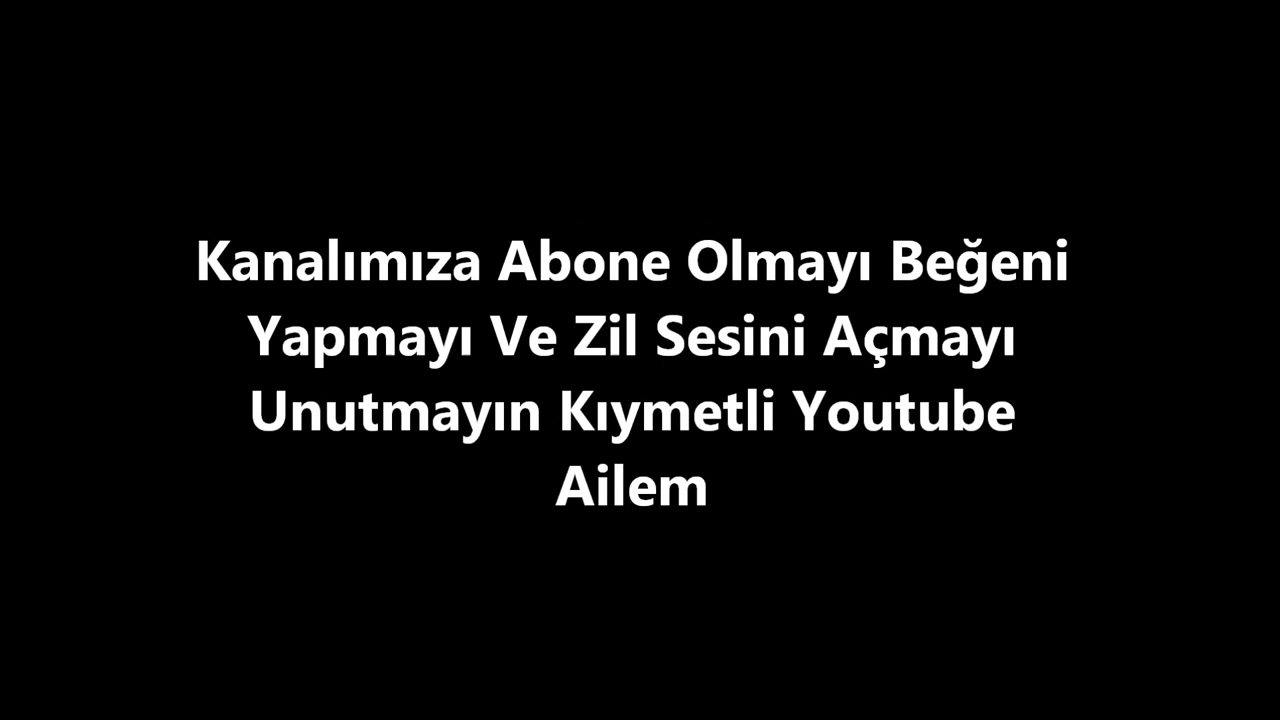 Kanalımıza Abone Olmayı Beğeni
Yapmayı Ve Zil Sesini Açmayı
Unutmayın Kıymetli Youtube
Ailem